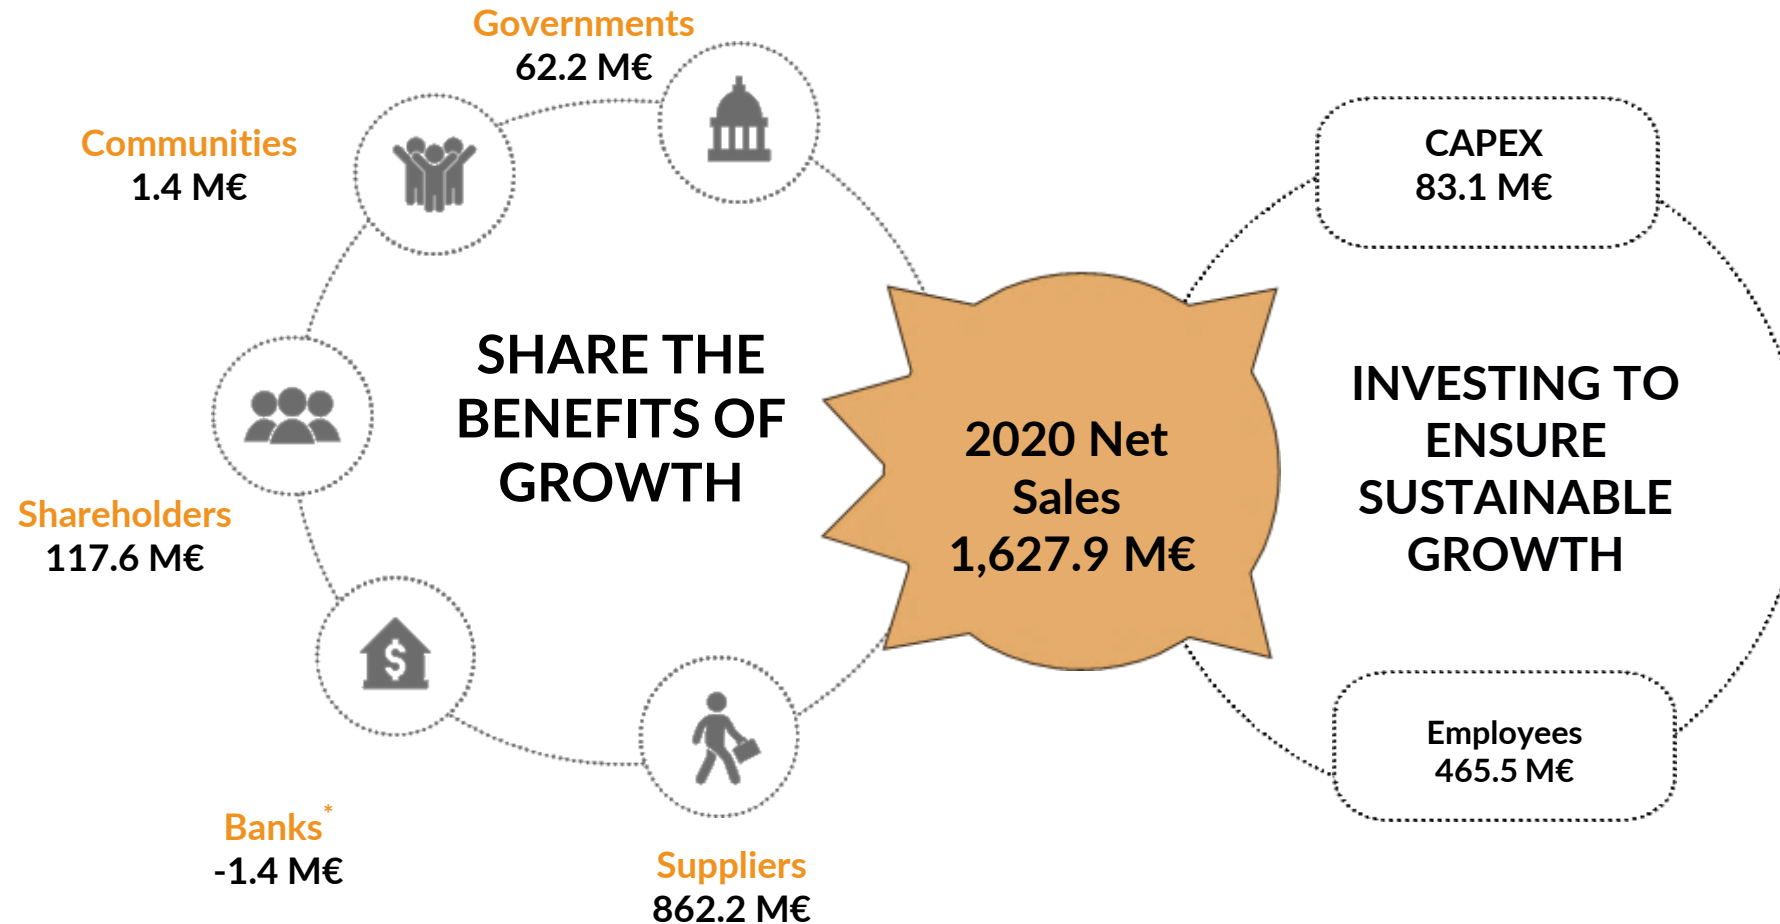 Governments
62.2 M€
Communities
1.4 M€
Shareholders
117.6 M€
Banks*
-1.4 M€
Suppliers
862.2 M€
SHARE THE
BENEFITS OF
GROWTH
2020 Net
Sales
1,627.9 M€
CAPEX
83.1 M€
INVESTING TO
ENSURE
SUSTAINABLE
GROWTH
Employees
465.5 M€